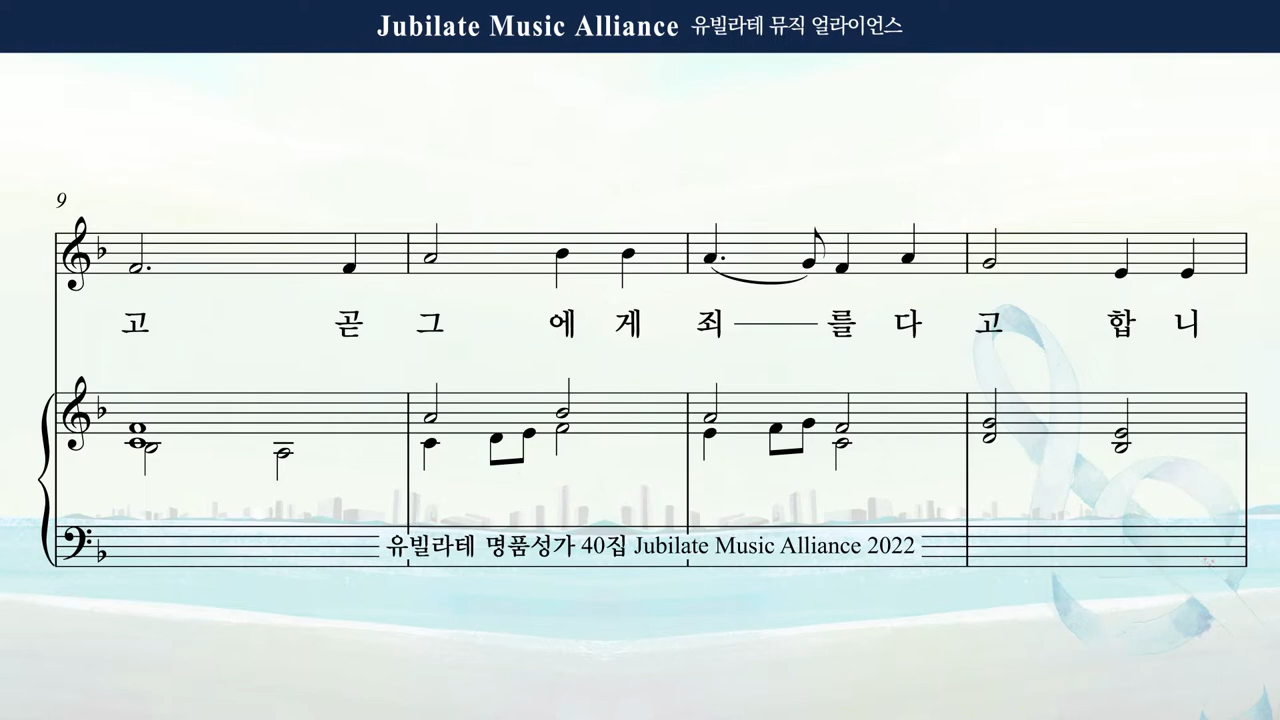 Jubilate Music Alliance 유빌라테 뮤직 얼라이언스
9
고 곧 그 에 게 죄 를 다 고 합 니
유빌라테 명품성가 40집 Jubilate Music Alliance 2022